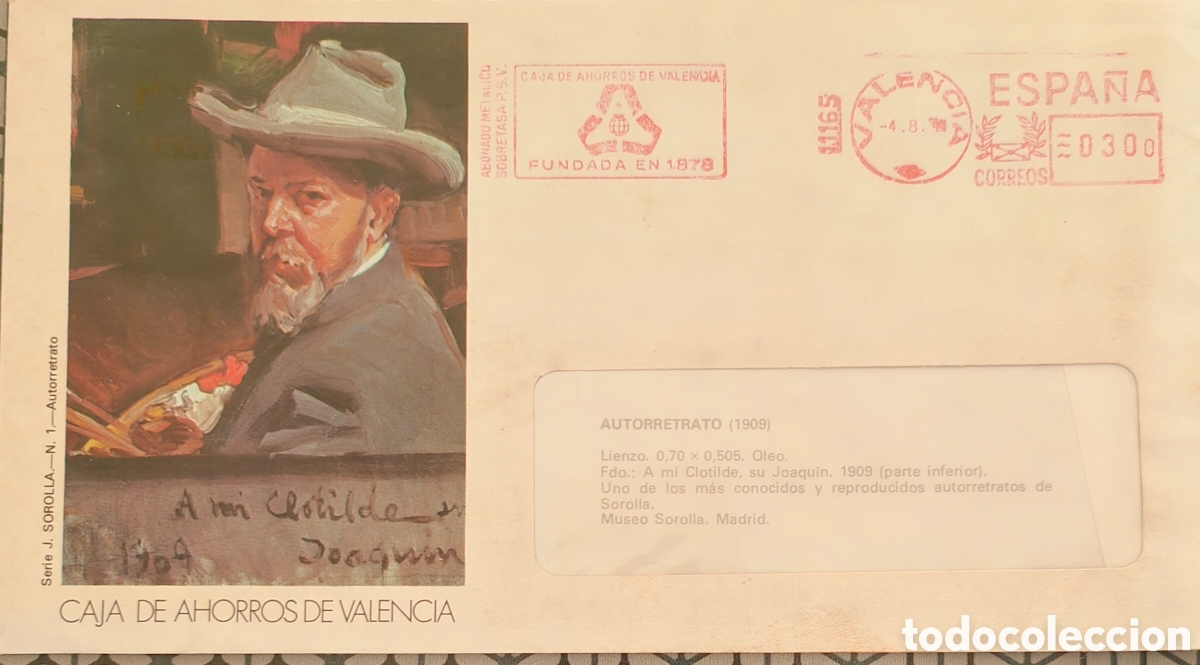 ABONADO METALICO
SOBRETASA P.S.V.
CAJA DE AHORROS DE VALENCIA
FUNDADA EN 1.878
VALENCIA
-4.8.
ESPAÑA
0300
CORREOS
Serie J. SOROLLA.—N. 1.—Autorretrato
A mi Clotilde su
1909 Joaquin
CAJA DE AHORROS DE VALENCIA
AUTORRETRATO (1909)
Lienzo. 0,70 × 0,505. Oleo.
Fdo.: A mi Clotilde, su Joaquín. 1909 (parte inferior).
Uno de los más conocidos y reproducidos autorretratos de
Sorolla.
Museo Sorolla. Madrid.
todocoleccion